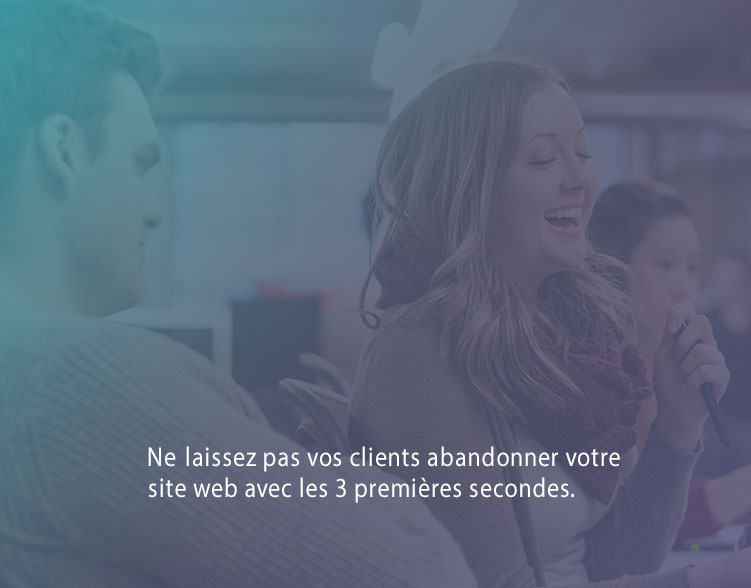 Ne laissez pas vos clients abandonner votre
site web avec les 3 premières secondes.